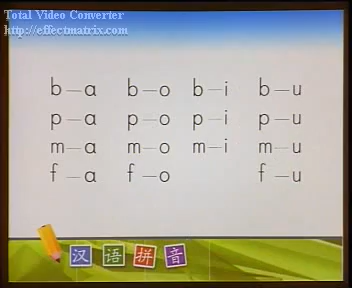 Total Video Converter
http://effectmatrix.com
b—a b—o b—i b—u
p—a p—o p—i p—u
m—a m—o m—i m—u
f—a f—o f—u
汉语拼音